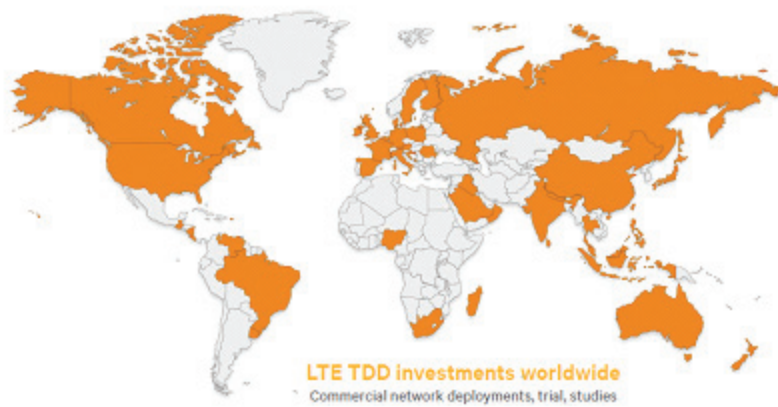 LTE TDD investments worldwide
Commercial network deployments, trial, studies